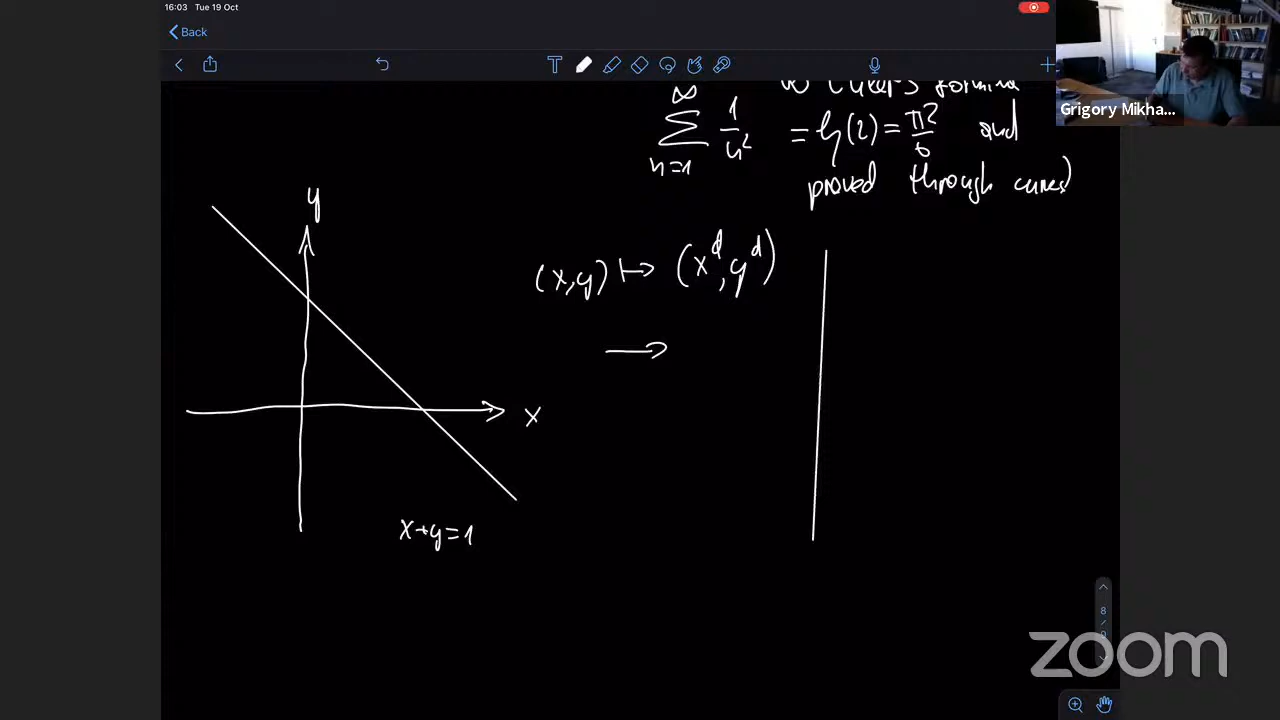 16:03 Tue 19 Oct
Back
Grigory Mikha...
formula
∞
∑ 1/n² = ζ(2) = π²/6 and
n=1
proved through curves)
y
(x,y) ↦ (x^d, y^d)
→
x
x+y=1
8
zoom